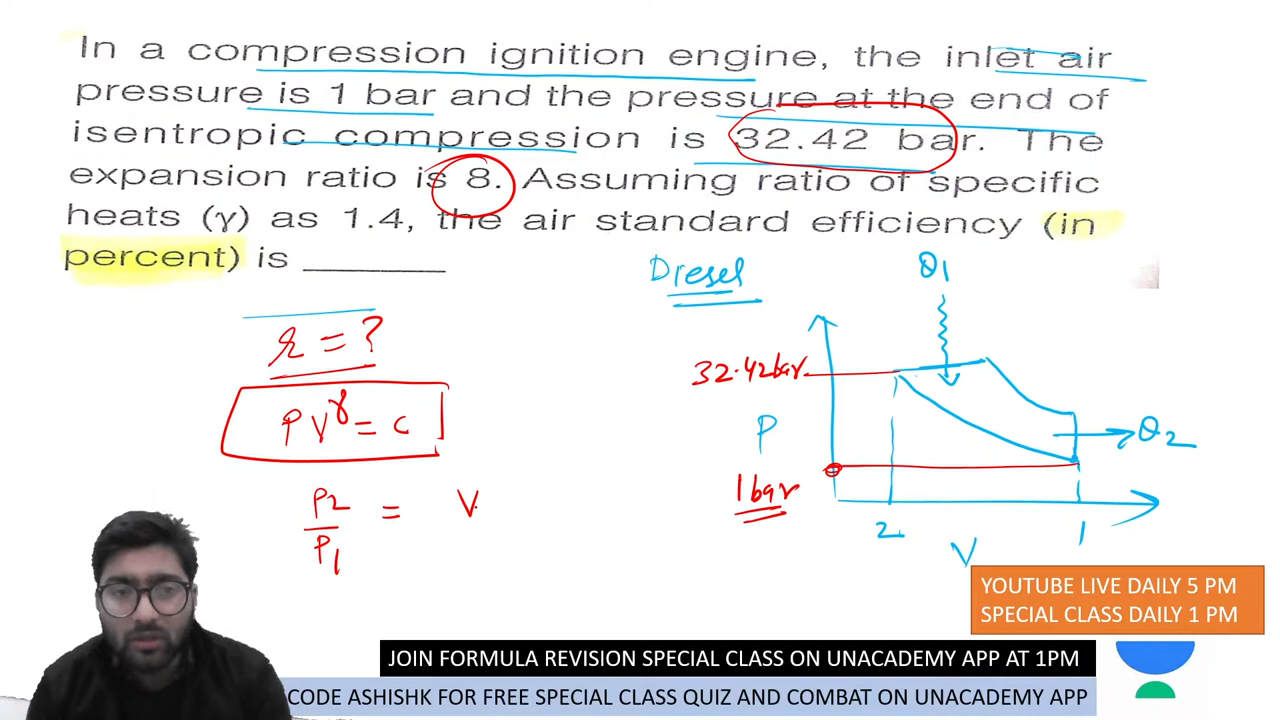 In a compression ignition engine, the inlet air
pressure is 1 bar and the pressure at the end of
isentropic compression is 32.42 bar. The
expansion ratio is 8. Assuming ratio of specific
heats (γ) as 1.4, the air standard efficiency (in
percent) is ________
Diesel
Q1
r = ?
32.42bar
PV^γ = c
P
Q2
1bar
P2/P1 = V
2
1
V
YOUTUBE LIVE DAILY 5 PM
SPECIAL CLASS DAILY 1 PM
JOIN FORMULA REVISION SPECIAL CLASS ON UNACADEMY APP AT 1PM
CODE ASHISHK FOR FREE SPECIAL CLASS QUIZ AND COMBAT ON UNACADEMY APP